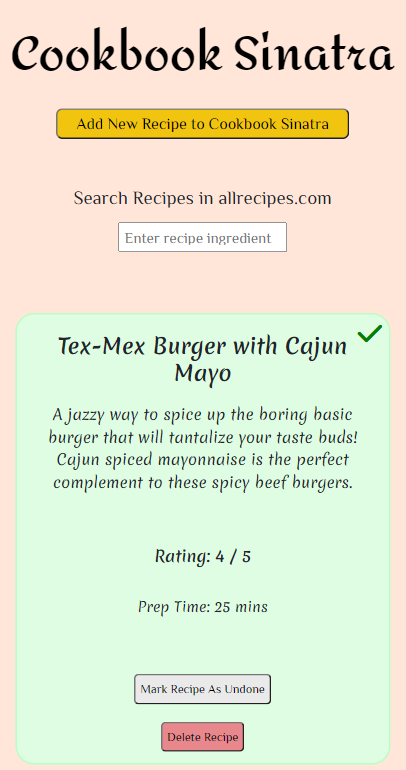 Cookbook Sinatra
Add New Recipe to Cookbook Sinatra
Search Recipes in allrecipes.com
Enter recipe ingredient
Tex-Mex Burger with Cajun
Mayo
A jazzy way to spice up the boring basic
burger that will tantalize your taste buds!
Cajun spiced mayonnaise is the perfect
complement to these spicy beef burgers.
Rating: 4 / 5
Prep Time: 25 mins
Mark Recipe As Undone
Delete Recipe